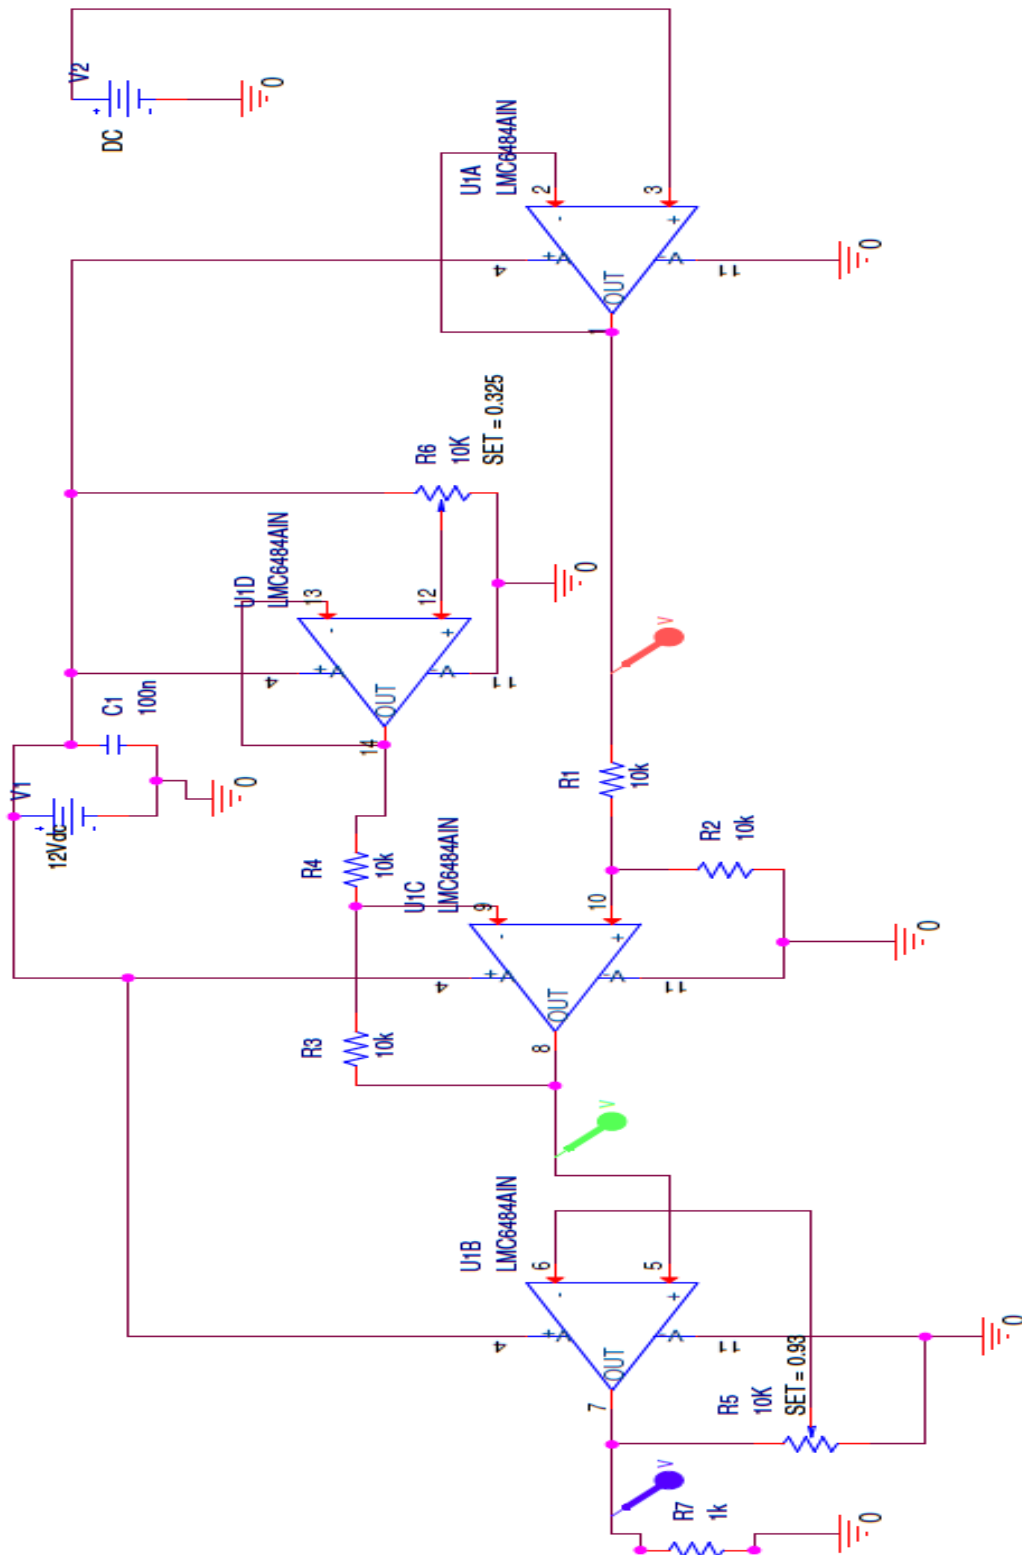 V2
DC
+
-
0
U1A
LMC6484AIN
2
3
-
+
4
V+
V-
11
OUT
1
0
R6
10K
SET = 0.325
U1D
LMC6484AIN
13
12
-
+
4
V+
V-
11
OUT
14
0
C1
100n
V1
12Vdc
+
-
0
V
R1
10k
R2
10k
R4
10k
U1C
LMC6484AIN
9
10
-
+
4
V+
V-
11
OUT
8
0
R3
10k
V
U1B
LMC6484AIN
6
5
-
+
4
V+
V-
11
OUT
7
0
R5
10K
SET = 0.93
V
R7
1k
0